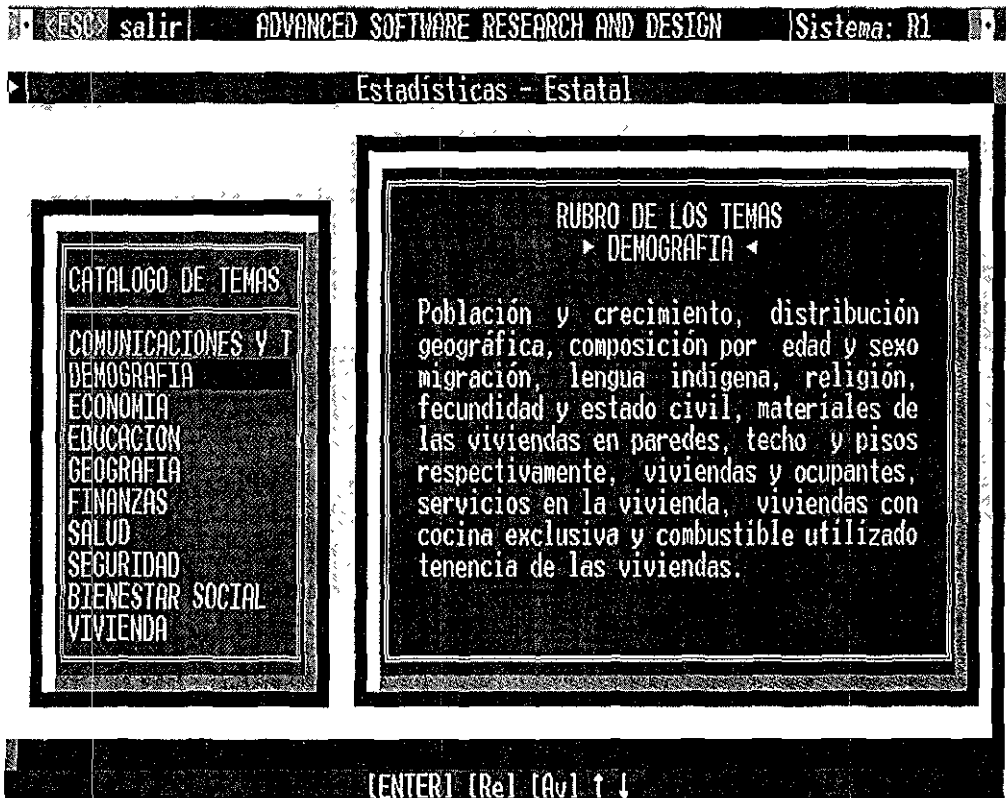 <ESC> salir ADVANCED SOFTWARE RESEARCH AND DESIGN Sistema: R1
Estadísticas - Estatal
CATALOGO DE TEMAS
COMUNICACIONES Y T
DEMOGRAFIA
ECONOMIA
EDUCACION
GEOGRAFIA
FINANZAS
SALUD
SEGURIDAD
BIENESTAR SOCIAL
VIVIENDA
RUBRO DE LOS TEMAS
► DEMOGRAFIA ◄
Población y crecimiento, distribución
geográfica, composición por edad y sexo
migración, lengua indígena, religión,
fecundidad y estado civil, materiales de
las viviendas en paredes, techo y pisos
respectivamente, viviendas y ocupantes,
servicios en la vivienda, viviendas con
cocina exclusiva y combustible utilizado
tenencia de las viviendas.
[ENTER] [Re] [Av] ↑ ↓